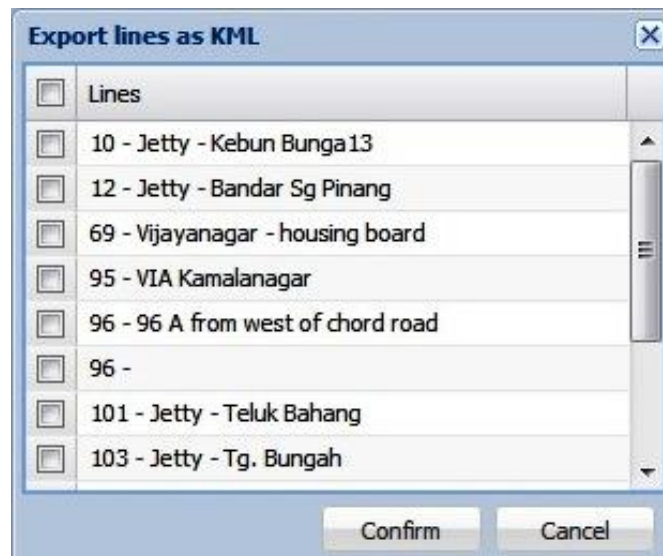 Export lines as KML
Lines
10 - Jetty - Kebun Bunga13
12 - Jetty - Bandar Sg Pinang
69 - Vijayanagar - housing board
95 - VIA Kamalanagar
96 - 96 A from west of chord road
96 -
101 - Jetty - Teluk Bahang
103 - Jetty - Tg. Bungah
Confirm Cancel